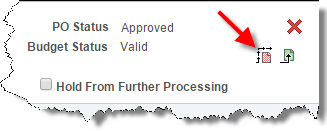 PO Status Approved
Budget Status Valid
Hold From Further Processing